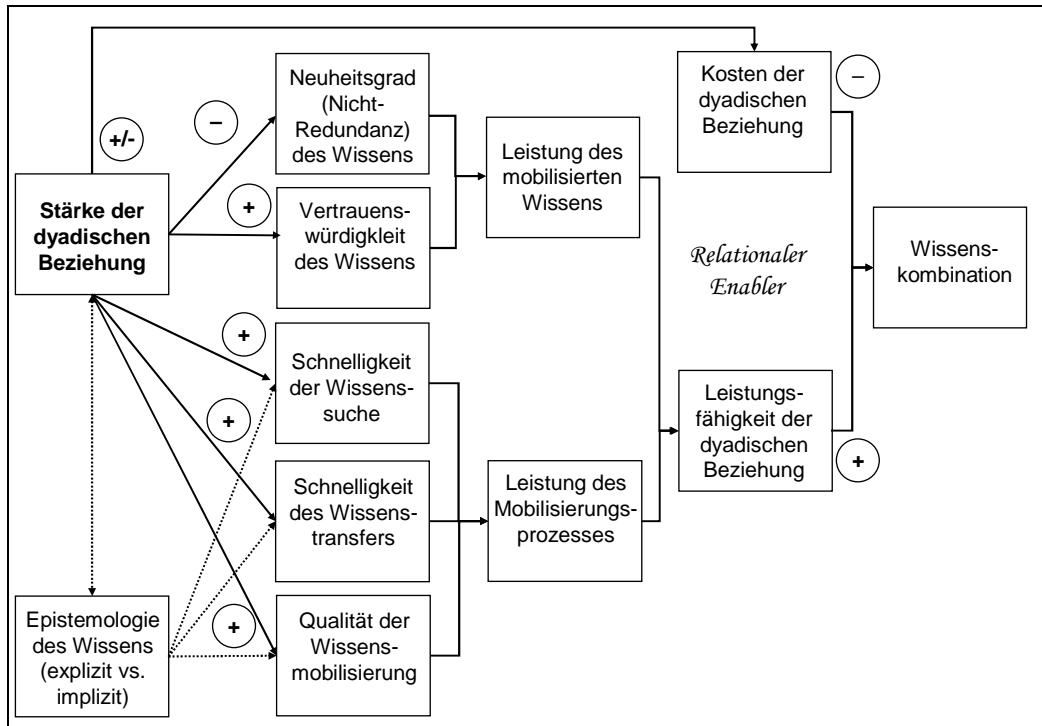 Neuheitsgrad
(Nicht-
Redundanz)
des Wissens
Kosten der
dyadischen
Beziehung
–
–
+/-
Leistung des
mobilisierten
Wissens
Stärke der
dyadischen
Beziehung
+
Vertrauens-
würdigkleit
des Wissens
Relationaler
Enabler
Wissens-
kombination
+
Schnelligkeit
der Wissens-
suche
+
Leistungs-
fähigkeit der
dyadischen
Beziehung
+
Schnelligkeit
des Wissens-
transfers
Leistung des
Mobilisierungs-
prozesses
Epistemologie
des Wissens
(explizit vs.
implizit)
+
Qualität der
Wissens-
mobilisierung